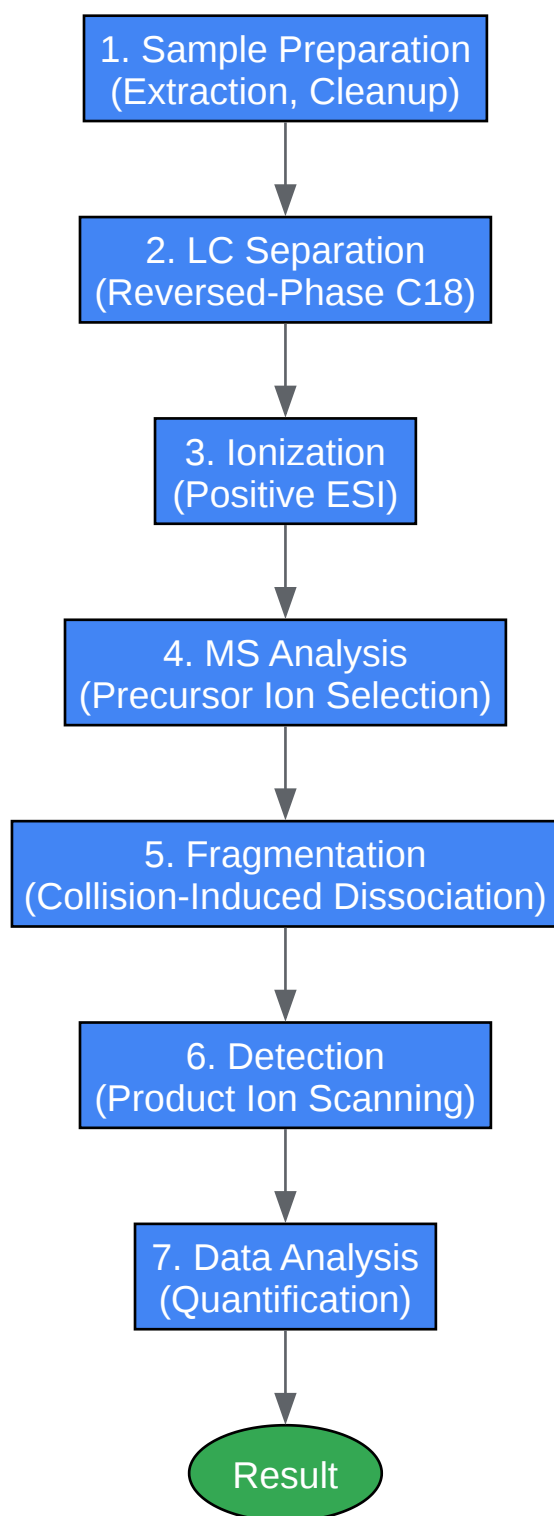 1. Sample Preparation
(Extraction, Cleanup)
2. LC Separation
(Reversed-Phase C18)
3. Ionization
(Positive ESI)
4. MS Analysis
(Precursor Ion Selection)
5. Fragmentation
(Collision-Induced Dissociation)
6. Detection
(Product Ion Scanning)
7. Data Analysis
(Quantification)
Result